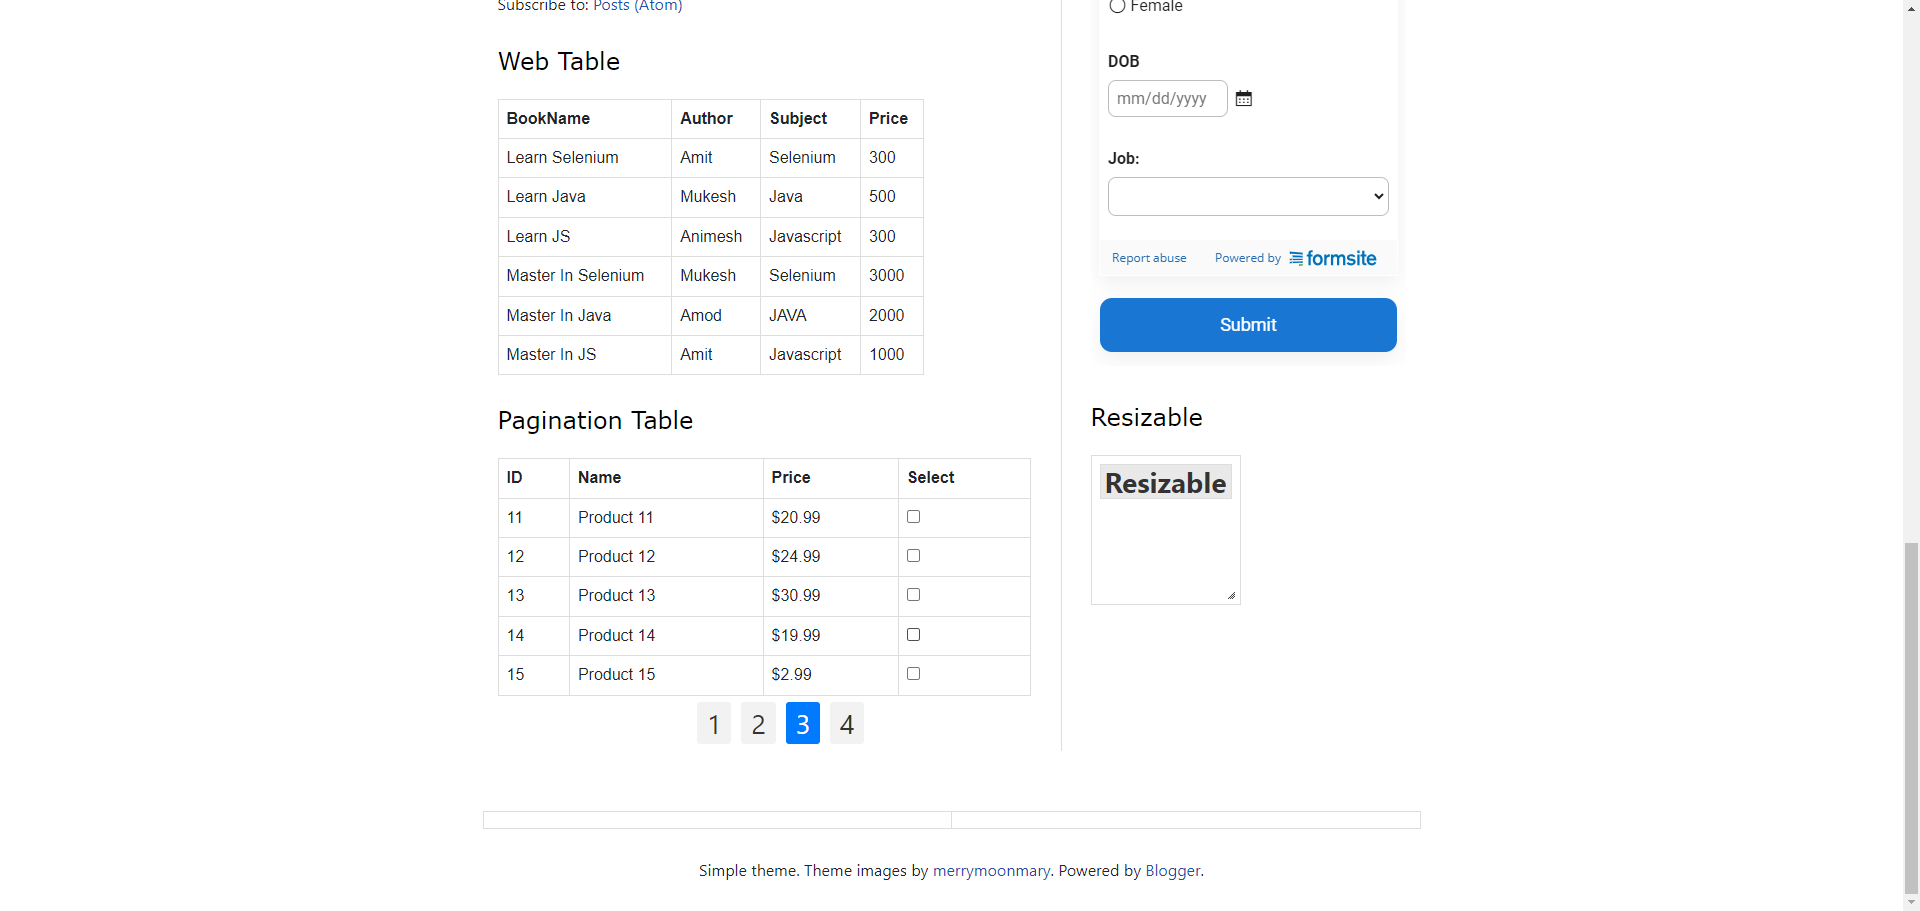 Subscribe to: Posts (Atom)
Web Table
BookName Author Subject Price
Learn Selenium Amit Selenium 300
Learn Java Mukesh Java 500
Learn JS Animesh Javascript 300
Master In Selenium Mukesh Selenium 3000
Master In Java Amod JAVA 2000
Master In JS Amit Javascript 1000
Pagination Table
ID Name Price Select
11 Product 11 $20.99
12 Product 12 $24.99
13 Product 13 $30.99
14 Product 14 $19.99
15 Product 15 $2.99
1 2 3 4
Female
DOB
mm/dd/yyyy
Job:
Report abuse Powered by formsite
Submit
Resizable
Resizable
Simple theme. Theme images by merrymoonmary. Powered by Blogger.